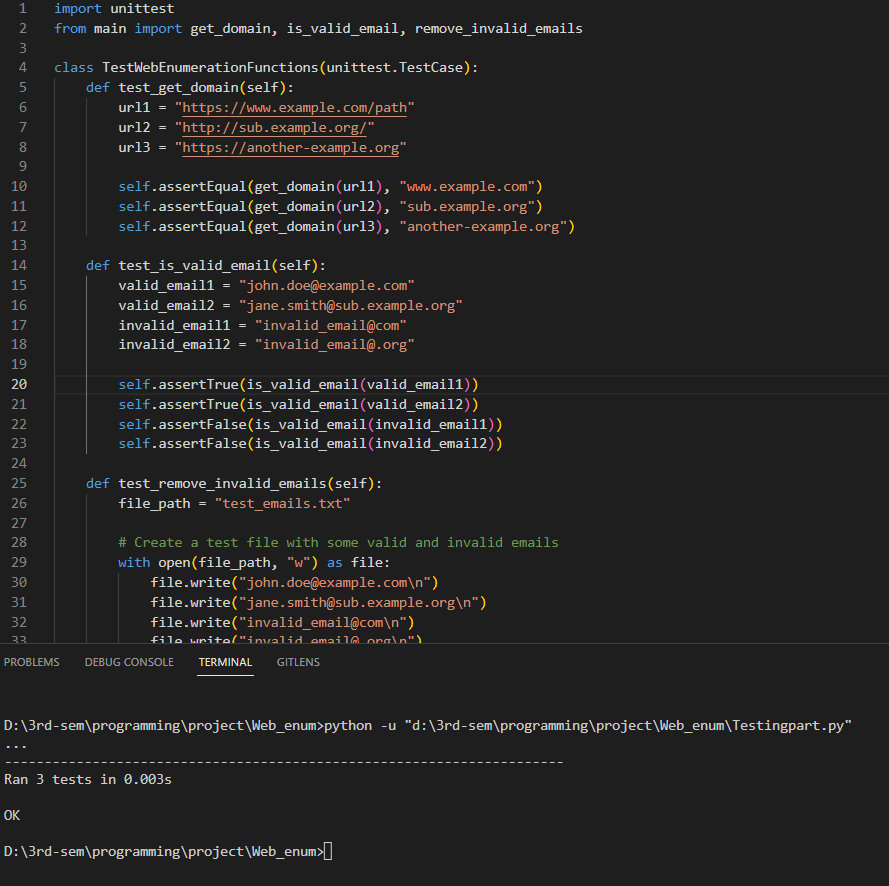 1 import unittest
2 from main import get_domain, is_valid_email, remove_invalid_emails
3
4 class TestWebEnumerationFunctions(unittest.TestCase):
5     def test_get_domain(self):
6         url1 = "https://www.example.com/path"
7         url2 = "http://sub.example.org/"
8         url3 = "https://another-example.org"
9
10         self.assertEqual(get_domain(url1), "www.example.com")
11         self.assertEqual(get_domain(url2), "sub.example.org")
12         self.assertEqual(get_domain(url3), "another-example.org")
13
14     def test_is_valid_email(self):
15         valid_email1 = "john.doe@example.com"
16         valid_email2 = "jane.smith@sub.example.org"
17         invalid_email1 = "invalid_email@com"
18         invalid_email2 = "invalid_email@.org"
19
20         self.assertTrue(is_valid_email(valid_email1))
21         self.assertTrue(is_valid_email(valid_email2))
22         self.assertFalse(is_valid_email(invalid_email1))
23         self.assertFalse(is_valid_email(invalid_email2))
24
25     def test_remove_invalid_emails(self):
26         file_path = "test_emails.txt"
27
28         # Create a test file with some valid and invalid emails
29         with open(file_path, "w") as file:
30             file.write("john.doe@example.com\n")
31             file.write("jane.smith@sub.example.org\n")
32             file.write("invalid_email@com\n")
33             file.write("invalid_email@.org\n")
PROBLEMS DEBUG CONSOLE TERMINAL GITLENS
D:\3rd-sem\programming\project\Web_enum>python -u "d:\3rd-sem\programming\project\Web_enum\Testingpart.py"
...
----------------------------------------------------------------------
Ran 3 tests in 0.003s
OK
D:\3rd-sem\programming\project\Web_enum>